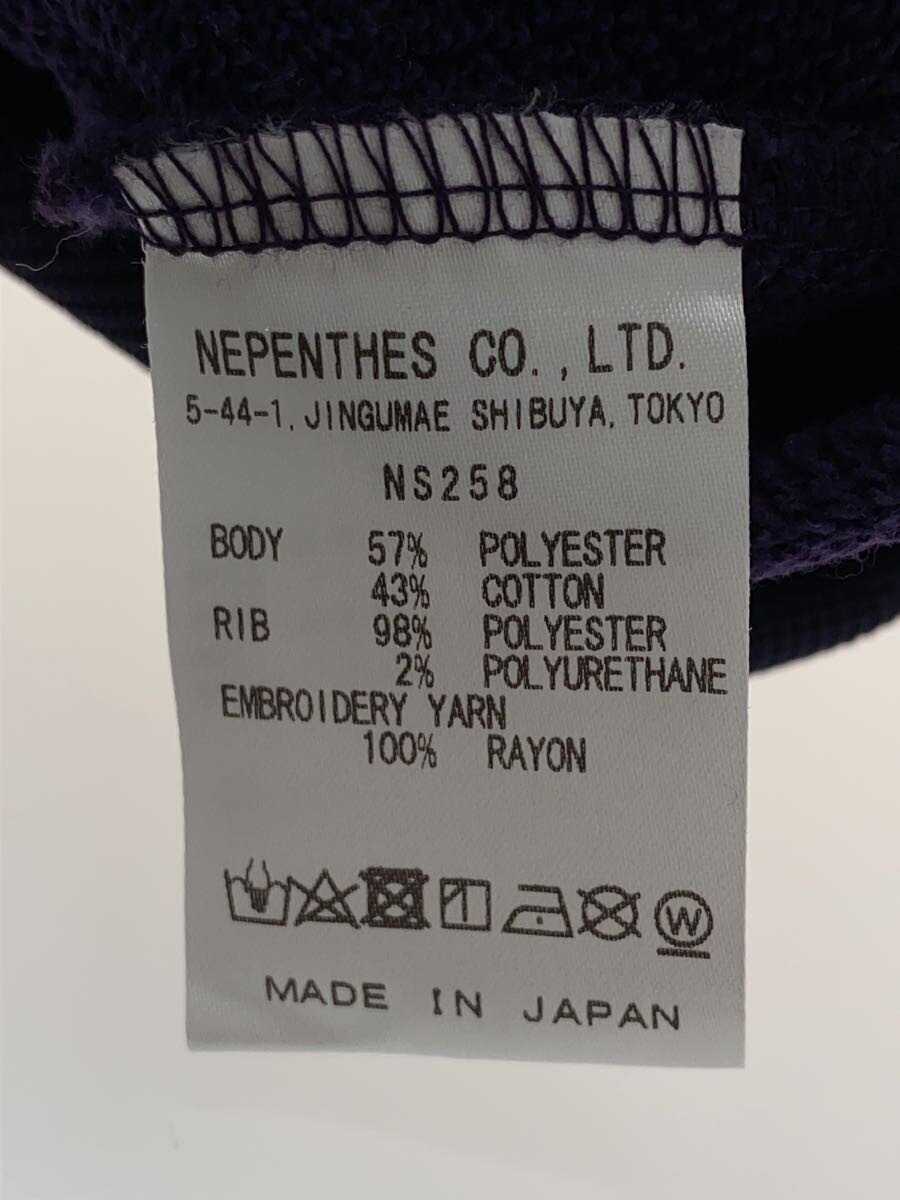 NEPENTHES CO., LTD.
5-44-1, JINGUMAE SHIBUYA, TOKYO
NS258
BODY 57% POLYESTER
43% COTTON
RIB 98% POLYESTER
2% POLYURETHANE
EMBROIDERY YARN
100% RAYON
W
MADE IN JAPAN